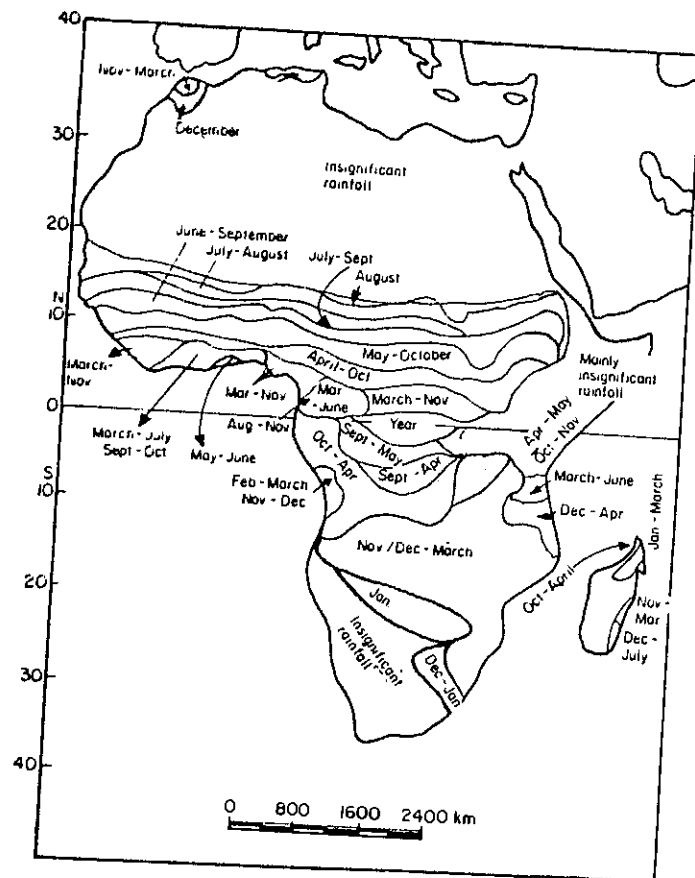 40
Nov-March
December
30
Insignificant
rainfall
20
June-September
July-August
July-Sept
August
N
10
May-October
April-Oct
March-
Nov
Mar-Nov
Mar
-June
March-Nov
Mainly
insignificant
rainfall
0
Aug-Nov
Year
March-July
Sept-Oct
May-June
Oct-Apr
Sept-May
Sept-Apr
Apr-May
Oct-Nov
S
10
Feb-March
Nov-Dec
March-June
Dec-Apr
Jan-March
Nov/Dec-March
20
Jan
Oct-April
Nov-
Mar
Dec-
July
Insignificant
rainfall
30
Dec-Jan
40
0 800 1600 2400 km